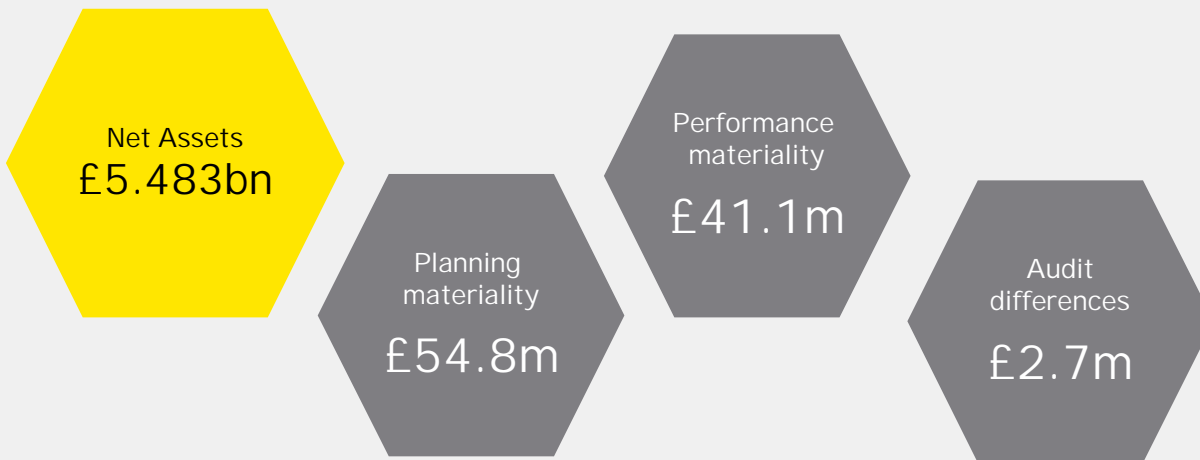 Net Assets
£5.483bn
Planning
materiality
£54.8m
Performance
materiality
£41.1m
Audit
differences
£2.7m